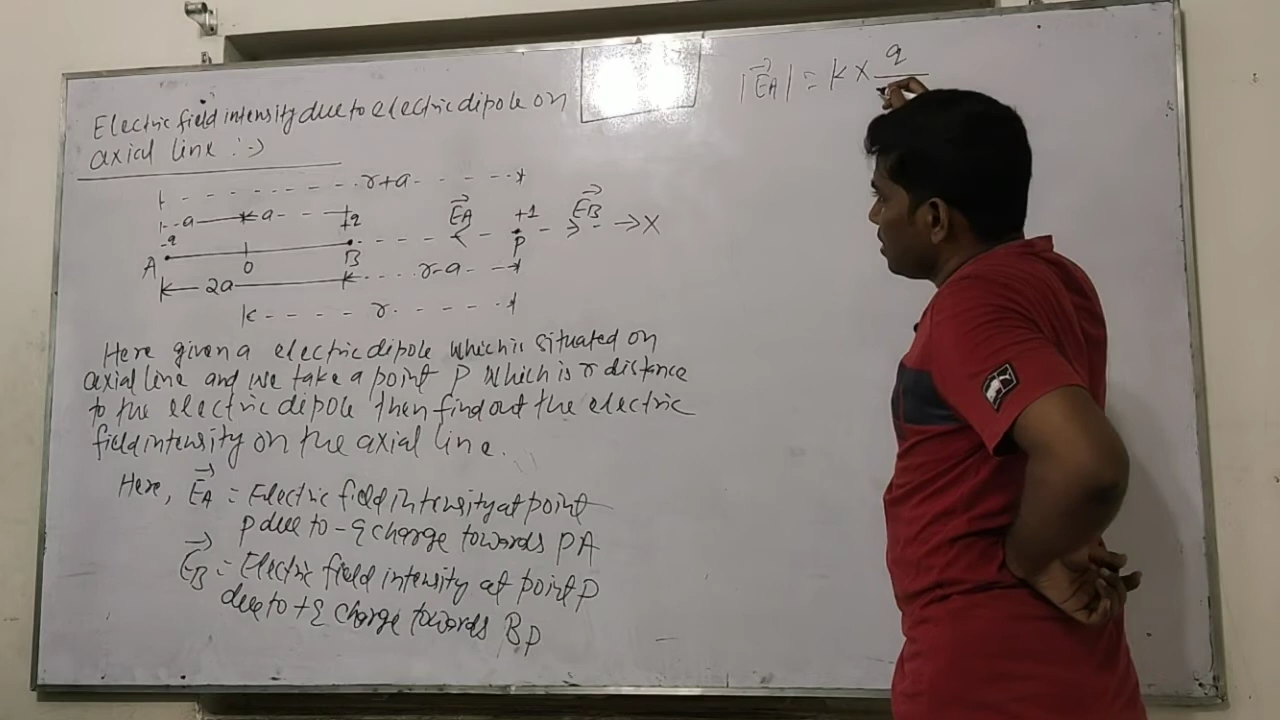 Electric field intensity due to electric dipole on
axial line :->
r+a
a a +q
-q
A O B
EA +1 EB
P X
2a r-a
r
Here given a electric dipole which is situated on
axial line and we take a point P which is r distance
to the electric dipole then find out the electric
field intensity on the axial line.
Here, EA = Electric field intensity at point
P due to -q charge towards PA
EB = Electric field intensity at point P
due to +q charge towards BP
|EA| = K × q